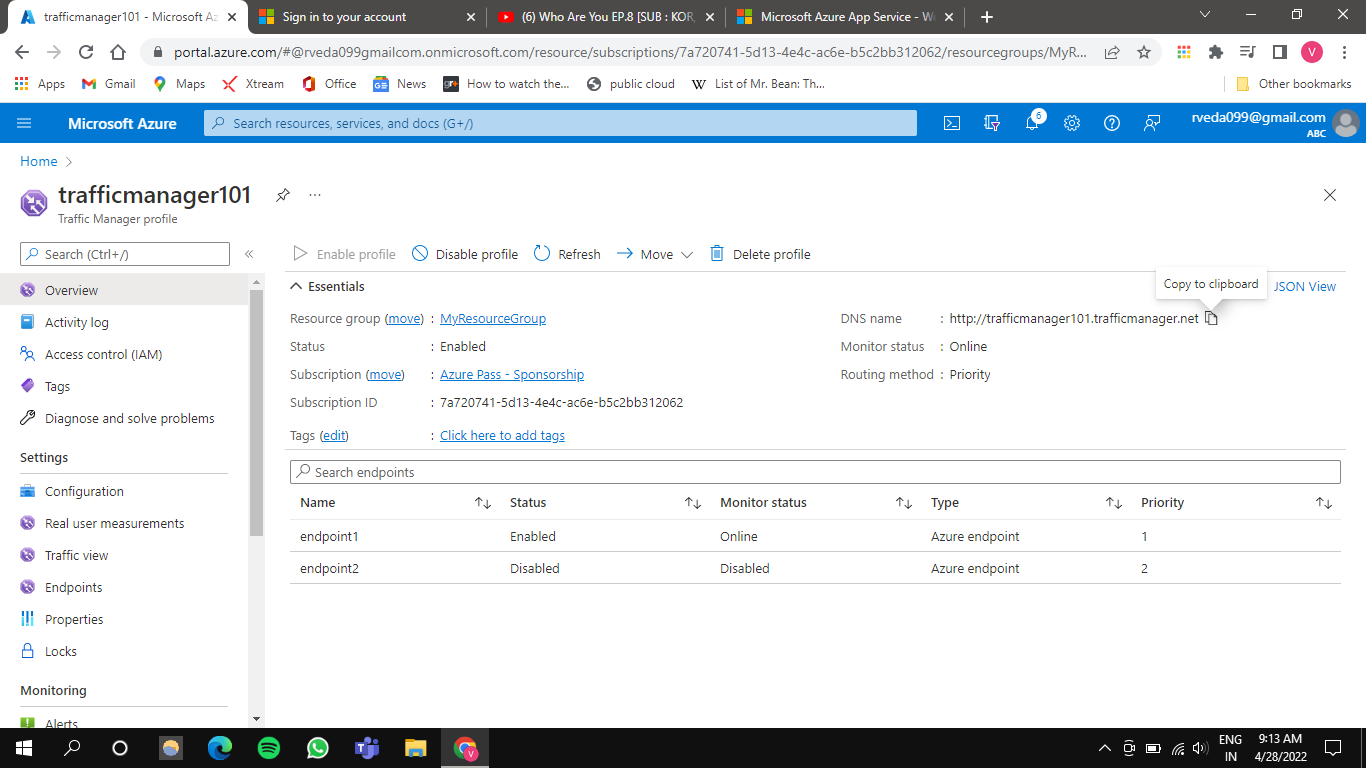 trafficmanager101 - Microsoft Az
Sign in to your account
(6) Who Are You EP.8 [SUB : KOR,
Microsoft Azure App Service - We
portal.azure.com/#@rveda099gmailcom.onmicrosoft.com/resource/subscriptions/7a720741-5d13-4e4c-ac6e-b5c2bb312062/resourcegroups/MyR...
V
Apps
Gmail
Maps
Xtream
Office
News
How to watch the...
public cloud
List of Mr. Bean: Th...
Other bookmarks
Microsoft Azure
Search resources, services, and docs (G+/)
6
rveda099@gmail.com
ABC
Home
trafficmanager101
Traffic Manager profile
Search (Ctrl+/)
Enable profile
Disable profile
Refresh
Move
Delete profile
Overview
Activity log
Access control (IAM)
Tags
Diagnose and solve problems
Settings
Configuration
Real user measurements
Traffic view
Endpoints
Properties
Locks
Monitoring
Alerts
Essentials
Copy to clipboard
JSON View
Resource group (move) : MyResourceGroup
Status : Enabled
Subscription (move) : Azure Pass - Sponsorship
Subscription ID : 7a720741-5d13-4e4c-ac6e-b5c2bb312062
Tags (edit) : Click here to add tags
DNS name : http://trafficmanager101.trafficmanager.net
Monitor status : Online
Routing method : Priority
Search endpoints
Name Status Monitor status Type Priority
endpoint1 Enabled Online Azure endpoint 1
endpoint2 Disabled Disabled Azure endpoint 2
ENG
IN
9:13 AM
4/28/2022